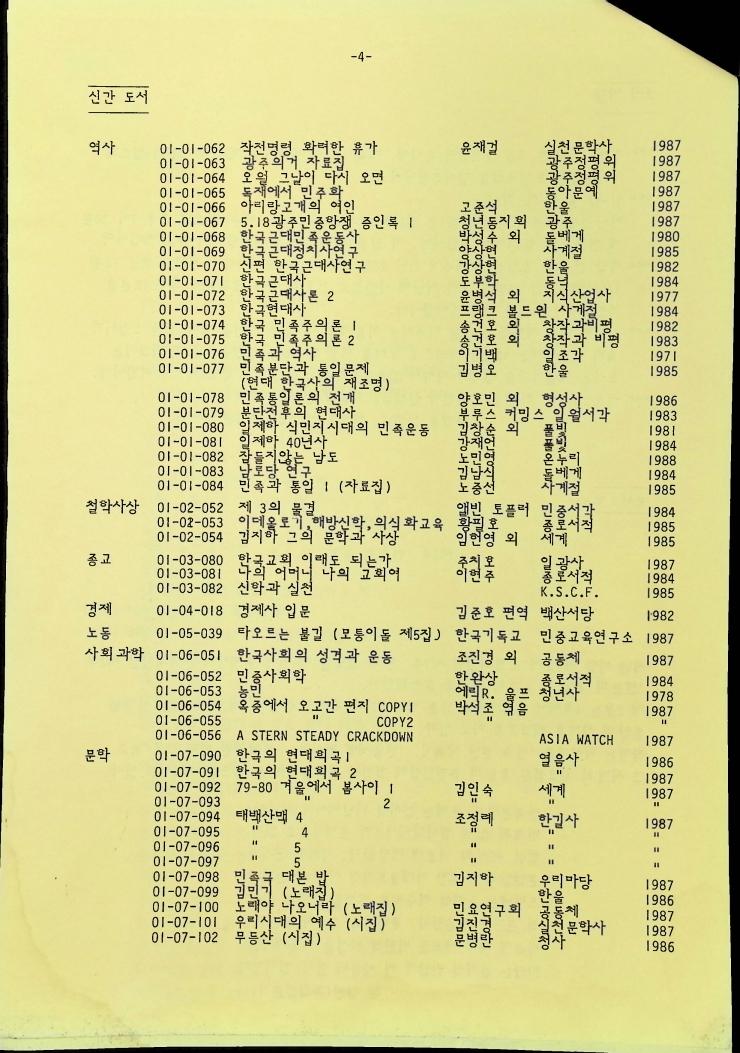 -4-
신간 도서
역사 01-01-062 작전명령 화려한 휴가 윤재걸 실천문학사 1987
01-01-063 광주의거 자료집 광주정평위 1987
01-01-064 오월 그날이 다시 오면 광주정평위 1987
01-01-065 독재에서 민주화 동아문예 1987
01-01-066 아리랑고개의 여인 고준석 한울 1987
01-01-067 5.18광주민중항쟁 증인록 I 청년동지회 광주 1987
01-01-068 한국근대민족운동사 박성수 외 돌베게 1980
01-01-069 한국근대정치사연구 양상현 사계절 1985
01-01-070 신편 한국근대사연구 강상현 한울 1982
01-01-071 한국근대사 도부학 동녘 1984
01-01-072 한국근대사론 2 윤병석 외 지식산업사 1977
01-01-073 한국현대사 프랭크 볼드윈 사계절 1984
01-01-074 한국 민족주의론 1 송건호 외 창작과비평 1982
01-01-075 한국 민족주의론 2 송건호 외 창작과 비평 1983
01-01-076 민족과 역사 이기백 일조각 1971
01-01-077 민족분단과 통일문제 김병오 한울 1985
(현대 한국사의 재조명)
01-01-078 민족통일론의 전개 양호민 외 형성사 1986
01-01-079 분단전후의 현대사 부루스 커밍스 일월서각 1983
01-01-080 일제하 식민지시대의 민족운동 김창순 외 풀빛 1981
01-01-081 일제하 40년사 강재언 풀빛 1984
01-01-082 잠들지않는 남도 노민영 온누리 1988
01-01-083 남로당 연구 김남식 돌베게 1984
01-01-084 민족과 통일 I (자료집) 노중선 사계절 1985
철학사상 01-02-052 제 3의 물결 앨빈 토플러 민중서각 1984
01-02-053 이데올로기,해방신학,의식화교육 황필호 종로서적 1985
01-02-054 김지하 그의 문학과 사상 임헌영 외 세계 1985
종교 01-03-080 한국교회 이래도 되는가 주치호 일광사 1987
01-03-081 나의 어머니 나의 교회여 이현주 종로서적 1984
01-03-082 신학과 실천 K.S.C.F. 1985
경제 01-04-018 경제사 입문 김준호 편역 백산서당 1982
노동 01-05-039 타오르는 불길 (모퉁이돌 제5집) 한국기독교 민중교육연구소 1987
사회과학 01-06-051 한국사회의 성격과 운동 조진경 외 공동체 1987
01-06-052 민중사회학 한완상 종로서적 1984
01-06-053 농민 에릭R. 울프 청년사 1978
01-06-054 옥중에서 오고간 편지 COPY1 박석조 엮음 1987
01-06-055 " COPY2 " "
01-06-056 A STERN STEADY CRACKDOWN ASIA WATCH 1987
문학 01-07-090 한국의 현대희곡1 열음사 1986
01-07-091 한국의 현대희곡 2 " 1987
01-07-092 79-80 겨울에서 봄사이 1 김인숙 세계 1987
01-07-093 " 2 " " "
01-07-094 태백산맥 4 조정례 한길사 1987
01-07-095 " 4 " " "
01-07-096 " 5 " " "
01-07-097 " 5 " " "
01-07-098 민족극 대본 밥 김지하 우리마당 1987
01-07-099 김민기 (노래집) 한울 1986
01-07-100 노래야 나오너라 (노래집) 민요연구회 공동체 1987
01-07-101 우리시대의 예수 (시집) 김진경 실천문학사 1987
01-07-102 무등산 (시집) 문병란 청사 1986